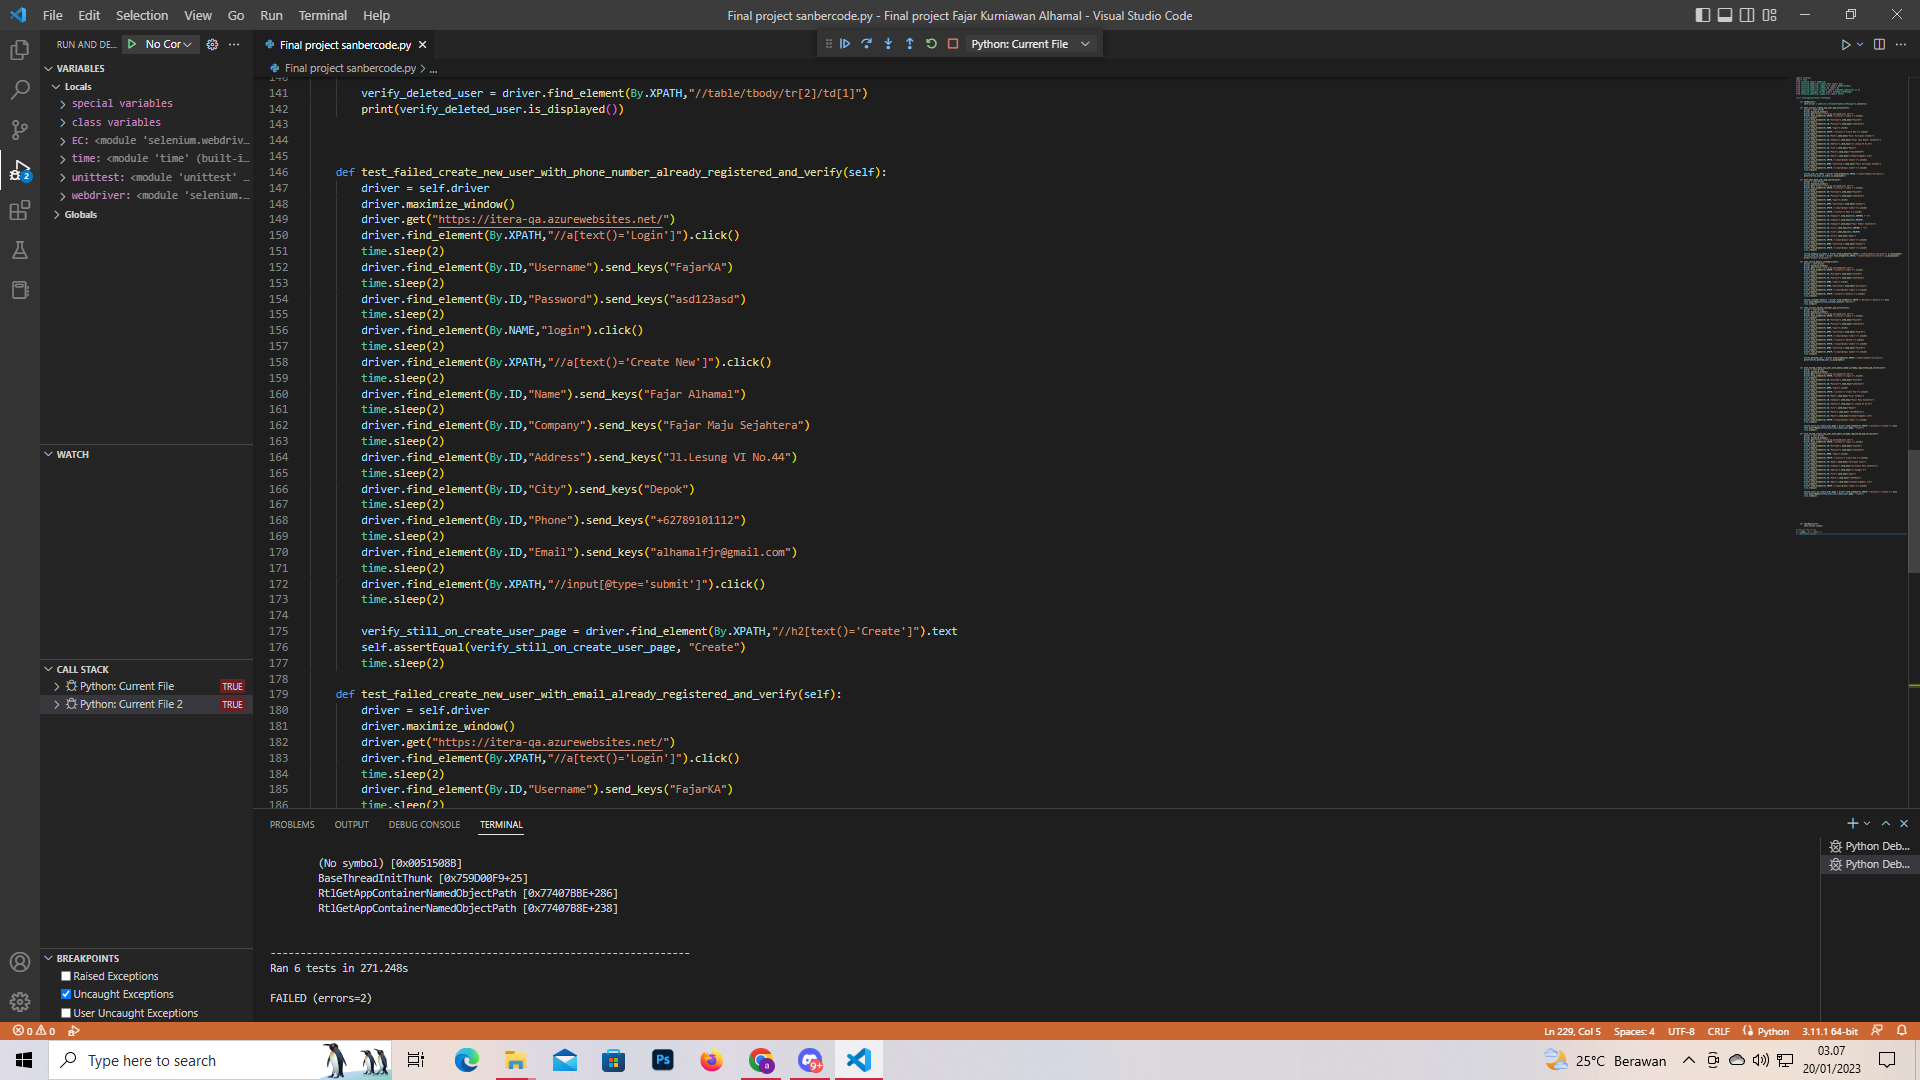 File Edit Selection View Go Run Terminal Help
Final project sanbercode.py - Final project Fajar Kurniawan Alhamal - Visual Studio Code
RUN AND DE... No Cor
Final project sanbercode.py
Python: Current File
Final project sanbercode.py > ...
VARIABLES
Locals
special variables
class variables
EC: <module 'selenium.webdriv...
time: <module 'time' (built-i...
unittest: <module 'unittest' ...
webdriver: <module 'selenium....
Globals
WATCH
CALL STACK
Python: Current File TRUE
Python: Current File 2 TRUE
BREAKPOINTS
Raised Exceptions
Uncaught Exceptions
User Uncaught Exceptions
2
140
141 verify_deleted_user = driver.find_element(By.XPATH,"//table/tbody/tr[2]/td[1]")
142 print(verify_deleted_user.is_displayed())
143
144
145
146 def test_failed_create_new_user_with_phone_number_already_registered_and_verify(self):
147 driver = self.driver
148 driver.maximize_window()
149 driver.get("https://itera-qa.azurewebsites.net/")
150 driver.find_element(By.XPATH,"//a[text()='Login']").click()
151 time.sleep(2)
152 driver.find_element(By.ID,"Username").send_keys("FajarKA")
153 time.sleep(2)
154 driver.find_element(By.ID,"Password").send_keys("asd123asd")
155 time.sleep(2)
156 driver.find_element(By.NAME,"login").click()
157 time.sleep(2)
158 driver.find_element(By.XPATH,"//a[text()='Create New']").click()
159 time.sleep(2)
160 driver.find_element(By.ID,"Name").send_keys("Fajar Alhamal")
161 time.sleep(2)
162 driver.find_element(By.ID,"Company").send_keys("Fajar Maju Sejahtera")
163 time.sleep(2)
164 driver.find_element(By.ID,"Address").send_keys("Jl.Lesung VI No.44")
165 time.sleep(2)
166 driver.find_element(By.ID,"City").send_keys("Depok")
167 time.sleep(2)
168 driver.find_element(By.ID,"Phone").send_keys("+62789101112")
169 time.sleep(2)
170 driver.find_element(By.ID,"Email").send_keys("alhamalfjr@gmail.com")
171 time.sleep(2)
172 driver.find_element(By.XPATH,"//input[@type='submit']").click()
173 time.sleep(2)
174
175 verify_still_on_create_user_page = driver.find_element(By.XPATH,"//h2[text()='Create']").text
176 self.assertEqual(verify_still_on_create_user_page, "Create")
177 time.sleep(2)
178
179 def test_failed_create_new_user_with_email_already_registered_and_verify(self):
180 driver = self.driver
181 driver.maximize_window()
182 driver.get("https://itera-qa.azurewebsites.net/")
183 driver.find_element(By.XPATH,"//a[text()='Login']").click()
184 time.sleep(2)
185 driver.find_element(By.ID,"Username").send_keys("FajarKA")
186 time.sleep(2)
PROBLEMS OUTPUT DEBUG CONSOLE TERMINAL
(No symbol) [0x0051508B]
BaseThreadInitThunk [0x759D00F9+25]
RtlGetAppContainerNamedObjectPath [0x77407BBE+286]
RtlGetAppContainerNamedObjectPath [0x77407B8E+238]
----------------------------------------------------------------------
Ran 6 tests in 271.248s
FAILED (errors=2)
Python Deb...
Python Deb...
0 0
Ln 229, Col 5 Spaces: 4 UTF-8 CRLF Python 3.11.1 64-bit
Type here to search
Ps
a
9+
25°C Berawan
03.07
20/01/2023